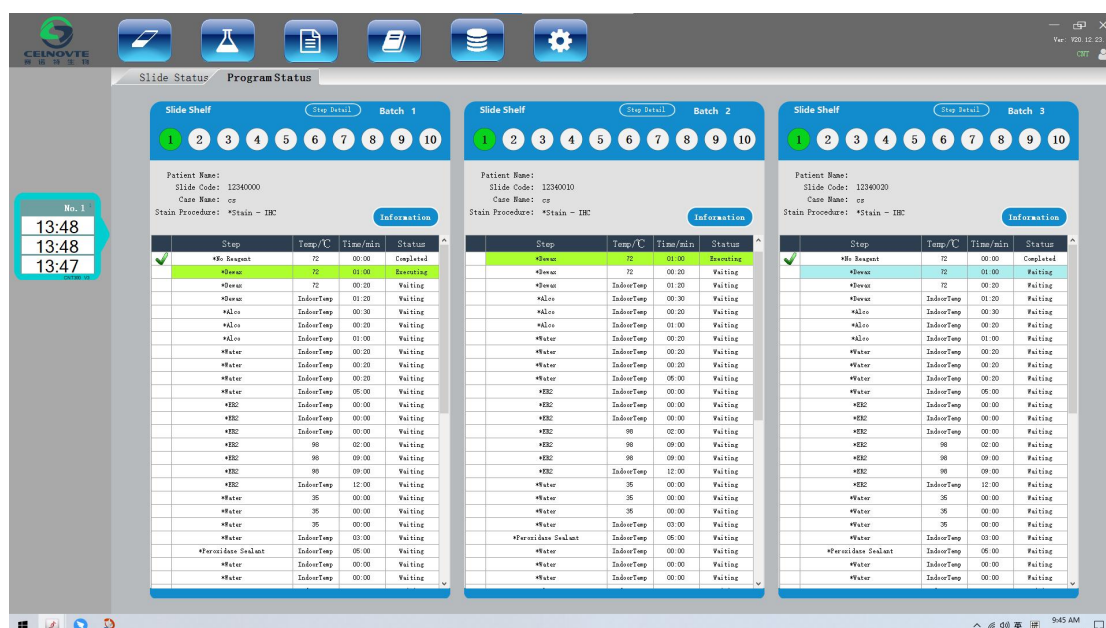 CELNOVTE
Ver: V20.12.23.
CNT
Slide Status Program Status
No. 1
13:48
13:48
13:47
Slide Shelf Step Detail Batch 1
1 2 3 4 5 6 7 8 9 10
Patient Name:
Slide Code: 12340000
Case Name: cs
Stain Procedure: *Stain - IHC
Information
Step Temp/℃ Time/min Status
*No Reagent 72 00:00 Completed
*Dewax 72 01:00 Executing
*Dewax 72 00:20 Waiting
*Dewax IndoorTemp 01:20 Waiting
*Alco IndoorTemp 00:30 Waiting
*Alco IndoorTemp 00:20 Waiting
*Alco IndoorTemp 01:00 Waiting
*Water IndoorTemp 00:20 Waiting
*Water IndoorTemp 00:20 Waiting
*Water IndoorTemp 00:20 Waiting
*Water IndoorTemp 05:00 Waiting
*ER2 IndoorTemp 00:00 Waiting
*ER2 IndoorTemp 00:00 Waiting
*ER2 IndoorTemp 00:00 Waiting
*ER2 98 02:00 Waiting
*ER2 98 09:00 Waiting
*ER2 98 09:00 Waiting
*ER2 IndoorTemp 12:00 Waiting
*Water 35 00:00 Waiting
*Water 35 00:00 Waiting
*Water 35 00:00 Waiting
*Water IndoorTemp 03:00 Waiting
*Peroxidase Sealant IndoorTemp 05:00 Waiting
*Water IndoorTemp 00:00 Waiting
*Water IndoorTemp 00:00 Waiting
Slide Shelf Step Detail Batch 2
1 2 3 4 5 6 7 8 9 10
Patient Name:
Slide Code: 12340010
Case Name: cs
Stain Procedure: *Stain - IHC
Information
Step Temp/℃ Time/min Status
*Dewax 72 01:00 Executing
*Dewax 72 00:20 Waiting
*Dewax IndoorTemp 01:20 Waiting
*Alco IndoorTemp 00:30 Waiting
*Alco IndoorTemp 00:20 Waiting
*Alco IndoorTemp 01:00 Waiting
*Water IndoorTemp 00:20 Waiting
*Water IndoorTemp 00:20 Waiting
*Water IndoorTemp 00:20 Waiting
*Water IndoorTemp 05:00 Waiting
*ER2 IndoorTemp 00:00 Waiting
*ER2 IndoorTemp 00:00 Waiting
*ER2 IndoorTemp 00:00 Waiting
*ER2 98 02:00 Waiting
*ER2 98 09:00 Waiting
*ER2 98 09:00 Waiting
*ER2 IndoorTemp 12:00 Waiting
*Water 35 00:00 Waiting
*Water 35 00:00 Waiting
*Water IndoorTemp 03:00 Waiting
*Peroxidase Sealant IndoorTemp 05:00 Waiting
*Water IndoorTemp 00:00 Waiting
*Water IndoorTemp 00:00 Waiting
*Water IndoorTemp 00:00 Waiting
Slide Shelf Step Detail Batch 3
1 2 3 4 5 6 7 8 9 10
Patient Name:
Slide Code: 12340020
Case Name: cs
Stain Procedure: *Stain - IHC
Information
Step Temp/℃ Time/min Status
*No Reagent 72 00:00 Completed
*Dewax 72 01:00 Waiting
*Dewax 72 00:20 Waiting
*Dewax IndoorTemp 01:20 Waiting
*Alco IndoorTemp 00:30 Waiting
*Alco IndoorTemp 00:20 Waiting
*Alco IndoorTemp 01:00 Waiting
*Water IndoorTemp 00:20 Waiting
*Water IndoorTemp 00:20 Waiting
*Water IndoorTemp 00:20 Waiting
*Water IndoorTemp 05:00 Waiting
*ER2 IndoorTemp 00:00 Waiting
*ER2 IndoorTemp 00:00 Waiting
*ER2 IndoorTemp 00:00 Waiting
*ER2 98 02:00 Waiting
*ER2 98 09:00 Waiting
*ER2 98 09:00 Waiting
*ER2 IndoorTemp 12:00 Waiting
*Water 35 00:00 Waiting
*Water 35 00:00 Waiting
*Water 35 00:00 Waiting
*Water IndoorTemp 03:00 Waiting
*Peroxidase Sealant IndoorTemp 05:00 Waiting
*Water IndoorTemp 00:00 Waiting
*Water IndoorTemp 00:00 Waiting
英 拼 9:45 AM